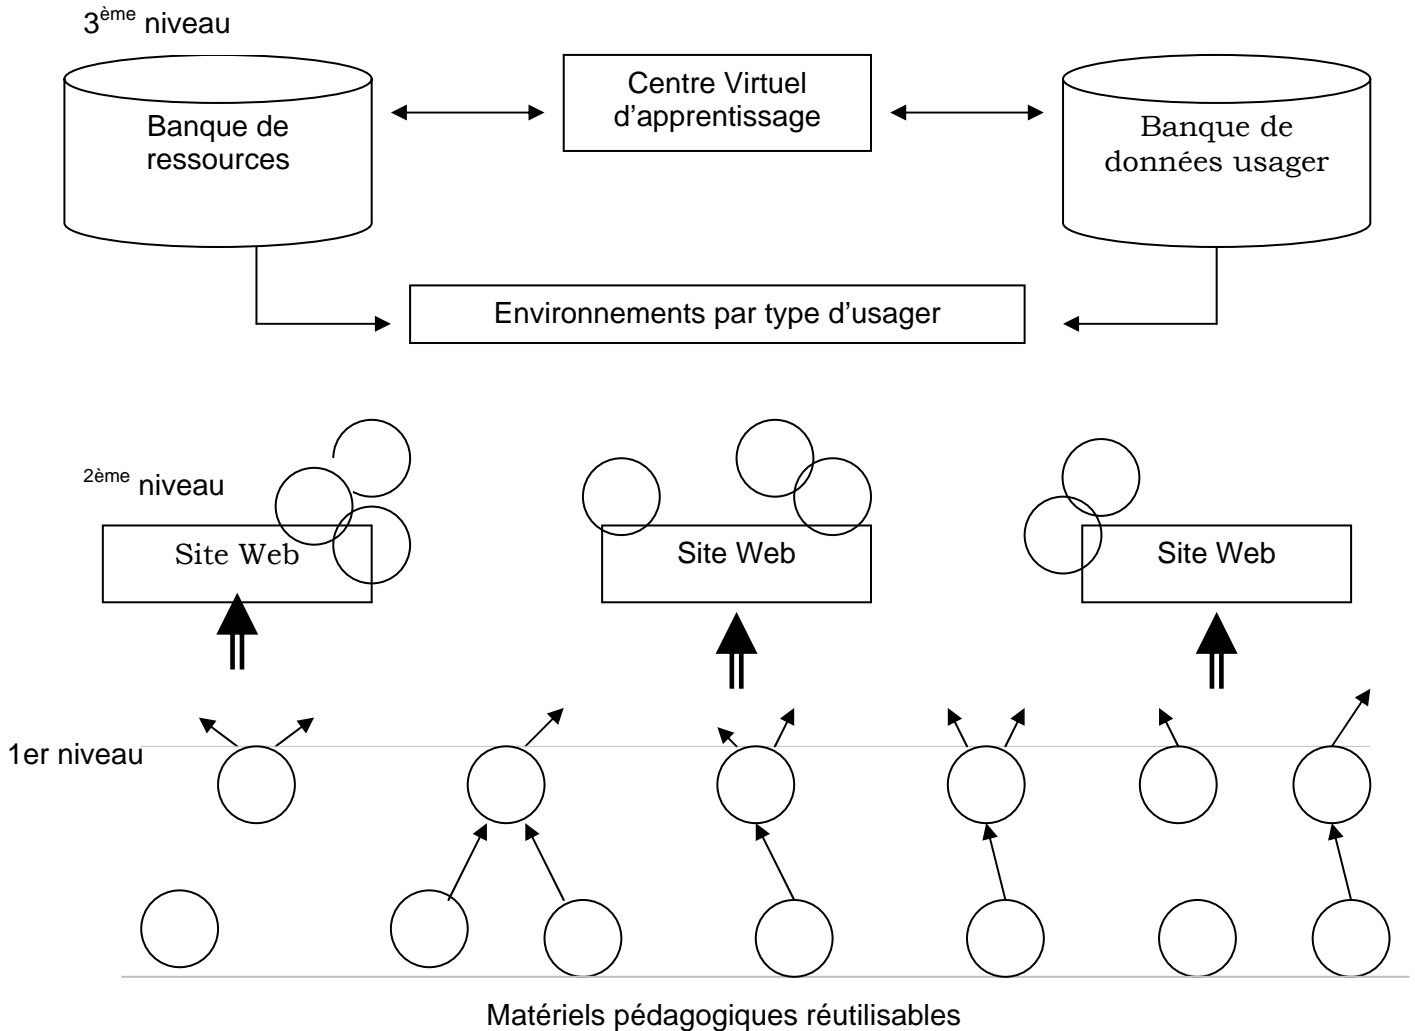 3ème niveau
Centre Virtuel
d'apprentissage
Banque de
ressources
Banque de
données usager
Environnements par type d'usager
2ème niveau
Site Web
Site Web
Site Web
1er niveau
Matériels pédagogiques réutilisables